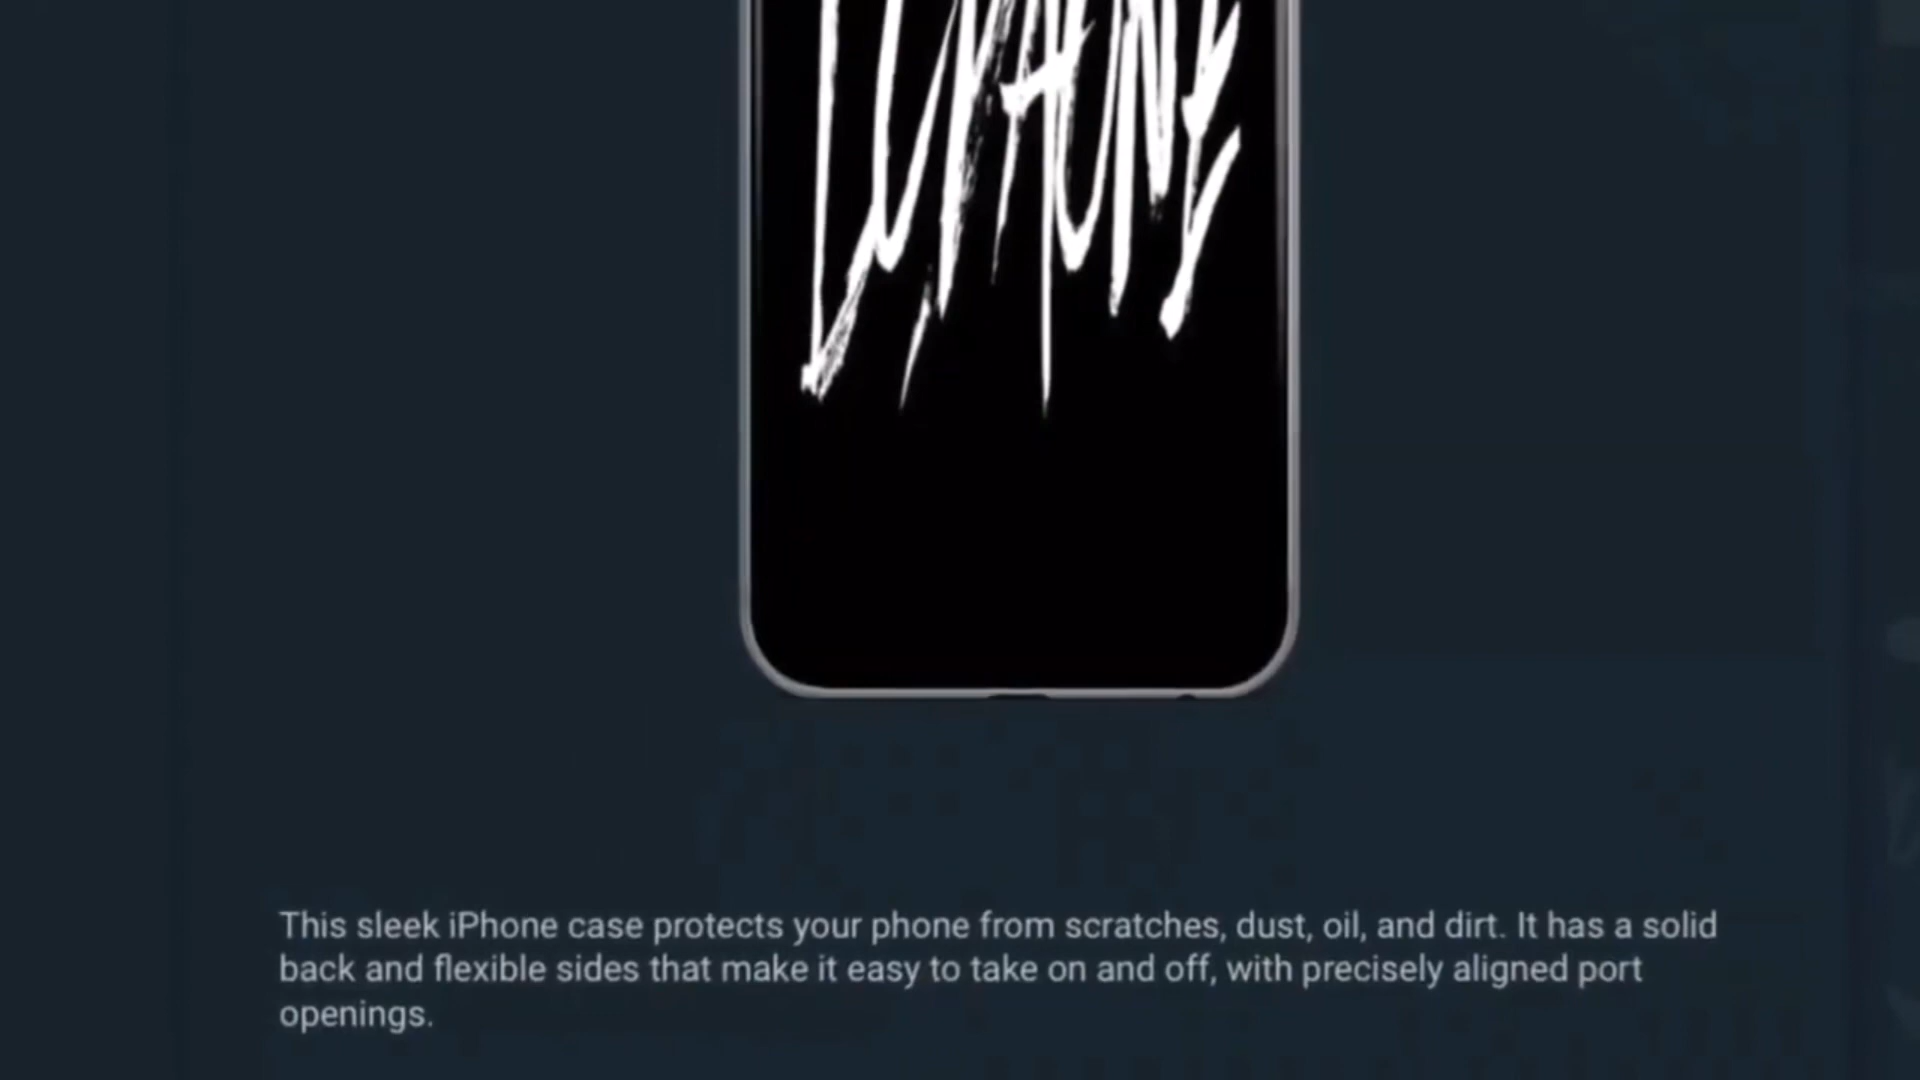 This sleek iPhone case protects your phone from scratches, dust, oil, and dirt. It has a solid
back and flexible sides that make it easy to take on and off, with precisely aligned port
openings.